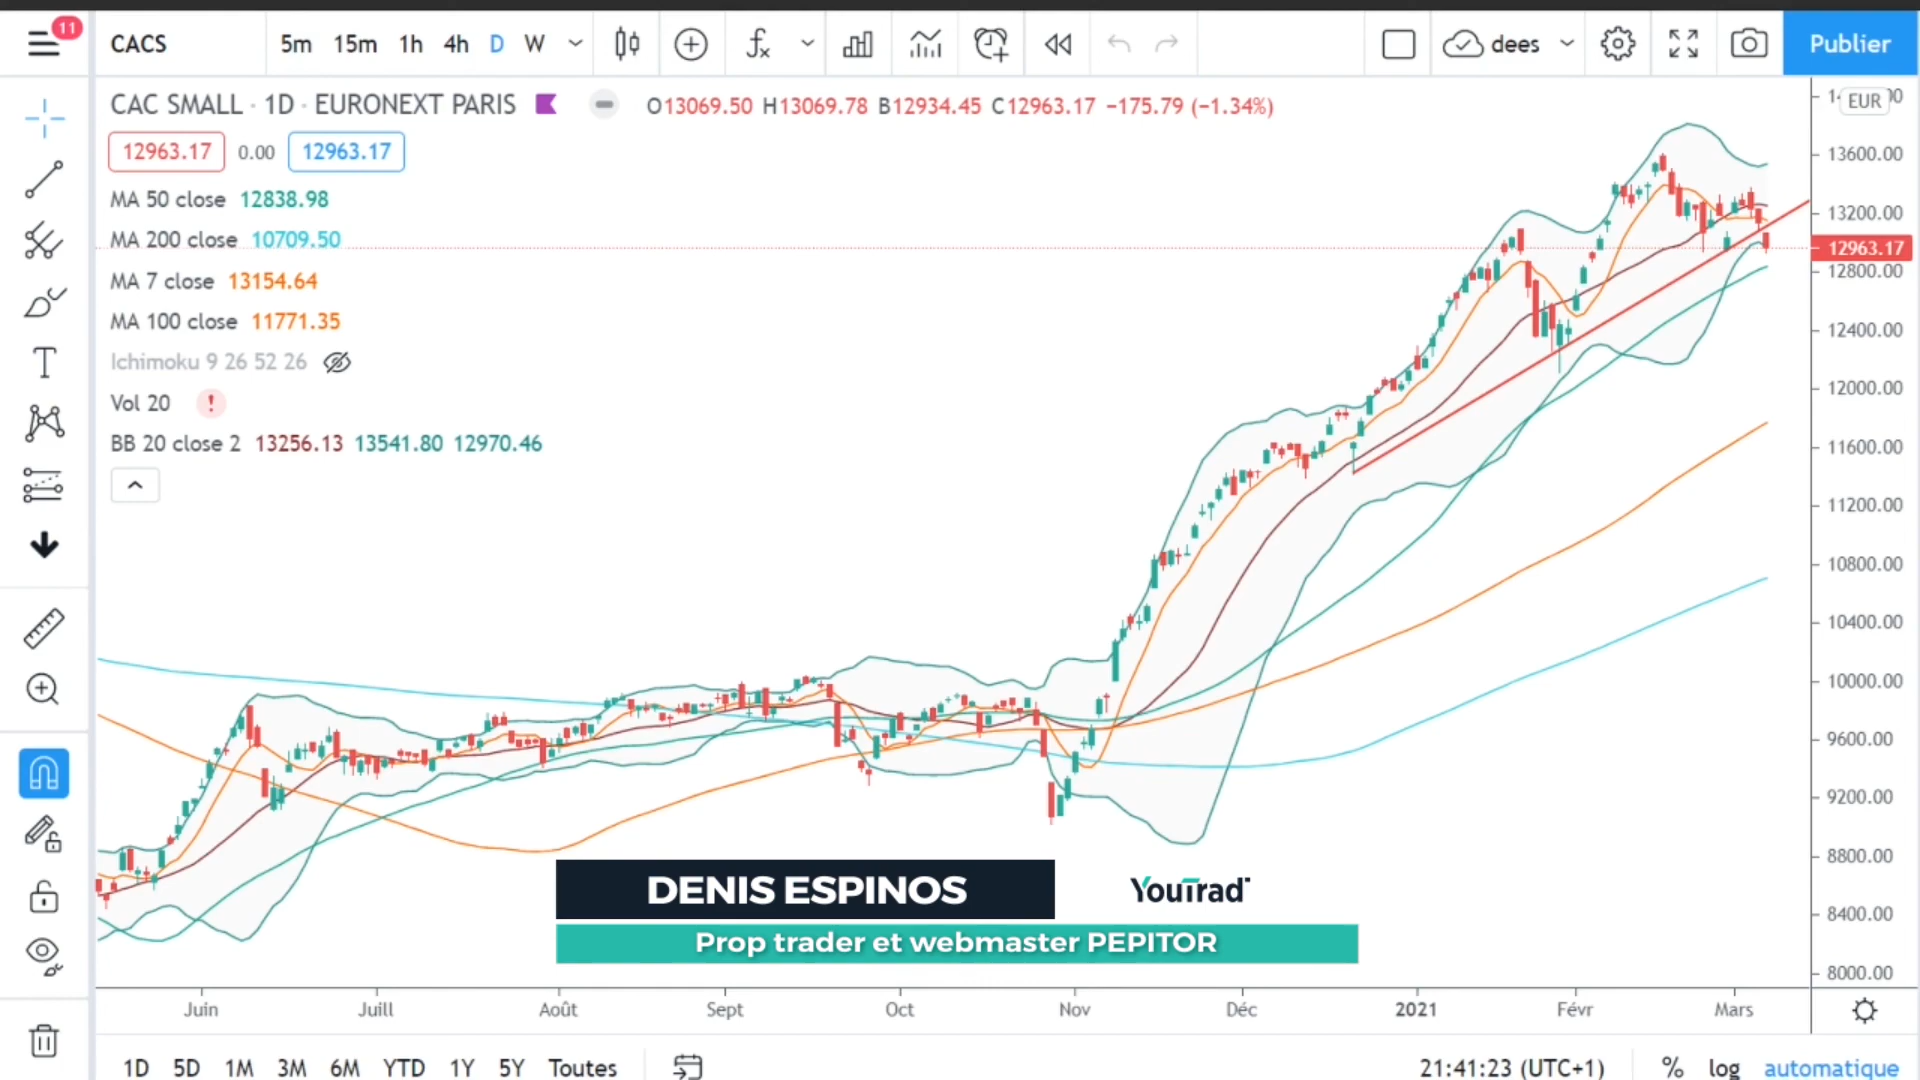 11
CACS
5m 15m 1h 4h D W
dees
Publier
CAC SMALL · 1D · EURONEXT PARIS
O13069.50 H13069.78 B12934.45 C12963.17 −175.79 (−1.34%)
EUR
12963.17 0.00 12963.17
MA 50 close 12838.98
MA 200 close 10709.50
MA 7 close 13154.64
MA 100 close 11771.35
Ichimoku 9 26 52 26
Vol 20 !
BB 20 close 2 13256.13 13541.80 12970.46
13600.00
13200.00
12963.17
12800.00
12400.00
12000.00
11600.00
11200.00
10800.00
10400.00
10000.00
9600.00
9200.00
8800.00
8400.00
8000.00
DENIS ESPINOS
YouTrad
Prop trader et webmaster PEPITOR
Juin Juill Août Sept Oct Nov Déc 2021 Févr Mars
1D 5D 1M 3M 6M YTD 1Y 5Y Toutes
21:41:23 (UTC+1) % log automatique